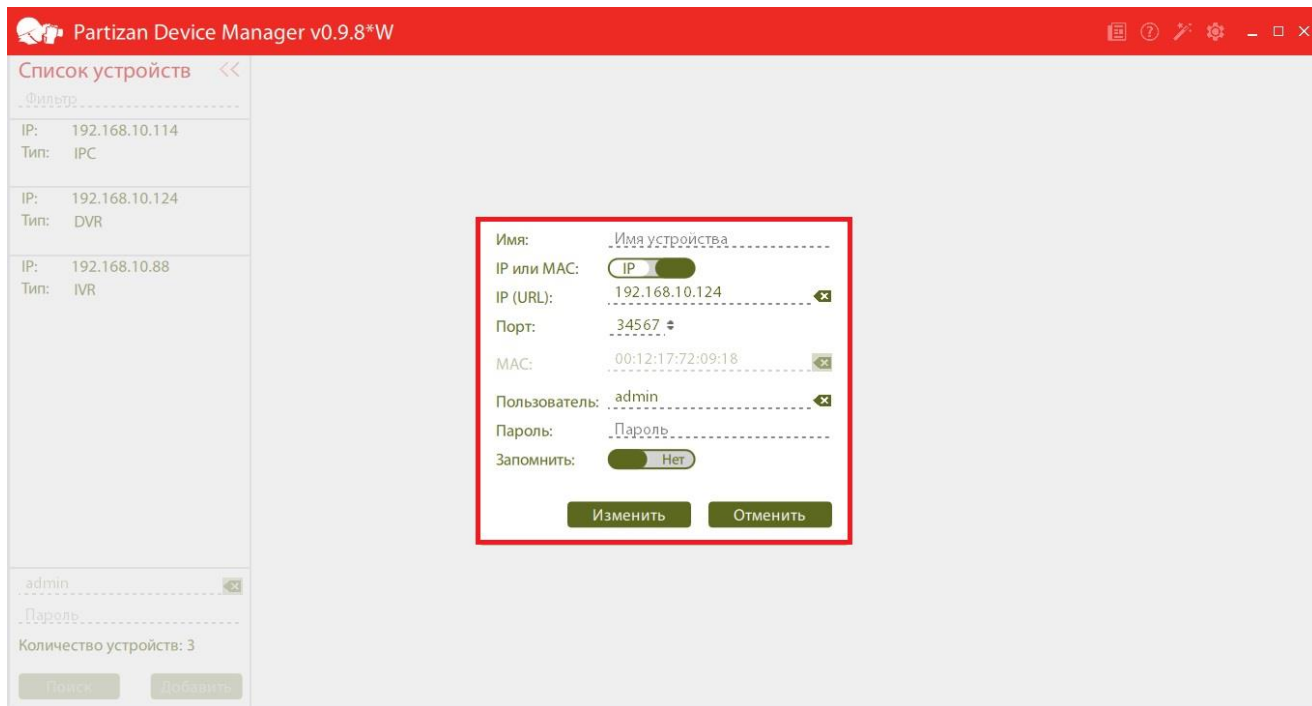 Partizan Device Manager v0.9.8*W
Список устройств <<
Фильтр
IP: 192.168.10.114
Тип: IPC
IP: 192.168.10.124
Тип: DVR
IP: 192.168.10.88
Тип: IVR
admin
Пароль
Количество устройств: 3
Поиск Добавить
Имя: Имя устройства
IP или MAC: IP
IP (URL): 192.168.10.124
Порт: 34567
MAC: 00:12:17:72:09:18
Пользователь: admin
Пароль: Пароль
Запомнить: Нет
Изменить Отменить